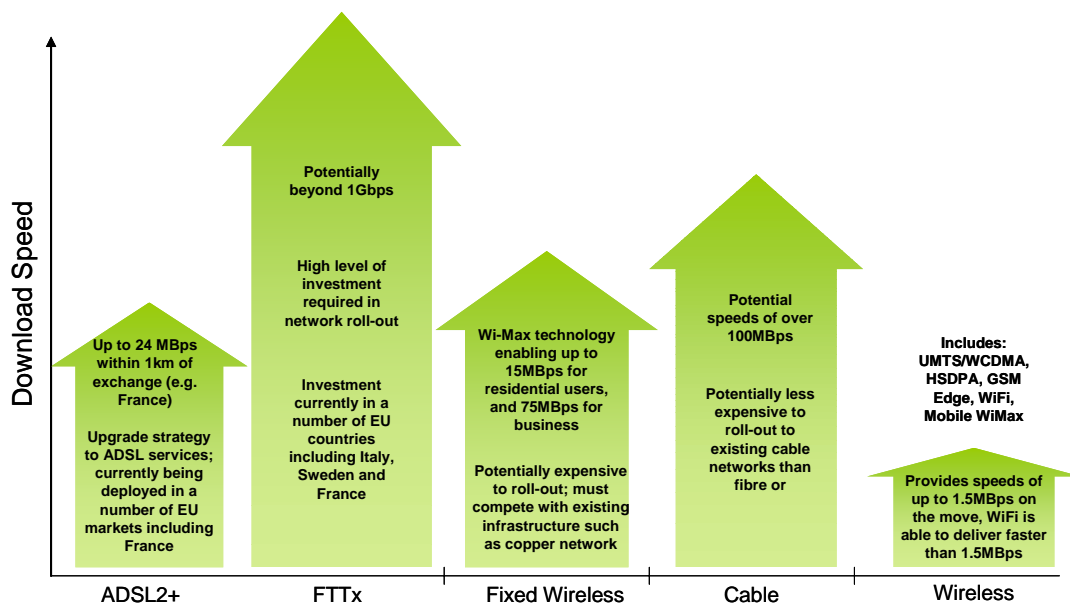 Download Speed
Up to 24 MBps
within 1km
of exchange (e.g.
France)
Upgrade strategy
to ADSL services;
currently being
deployed in a
number of EU
markets including
France
Potentially
beyond 1Gbps
High level of
investment
required in
network roll-out
Investment
currently in a
number of EU
countries
including Italy,
Sweden and
France
Wi-Max technology
enabling up to
15MBps for
residential users,
and 75MBps for
business
Potentially expensive
to roll-out; must
compete with existing
infrastructure such
as copper network
Potential
speeds of over
100MBps
Potentially less
expensive to
roll-out to
existing cable
networks than
fibre or
Includes:
UMTS/WCDMA,
HSDPA, GSM
Edge, WiFi,
Mobile WiMax
Provides speeds of
up to 1.5MBps on
the move, WiFi is
able to deliver faster
than 1.5MBps
ADSL2+
FTTx
Fixed Wireless
Cable
Wireless